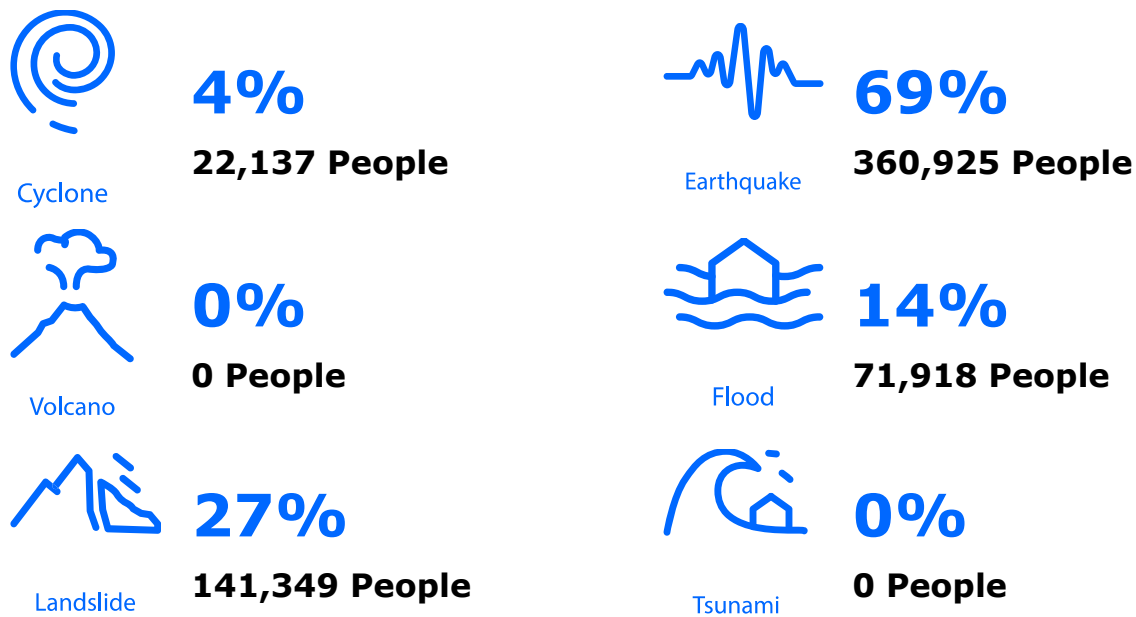 4%
22,137 People
Cyclone
69%
360,925 People
Earthquake
0%
0 People
Volcano
14%
71,918 People
Flood
27%
141,349 People
Landslide
0%
0 People
Tsunami